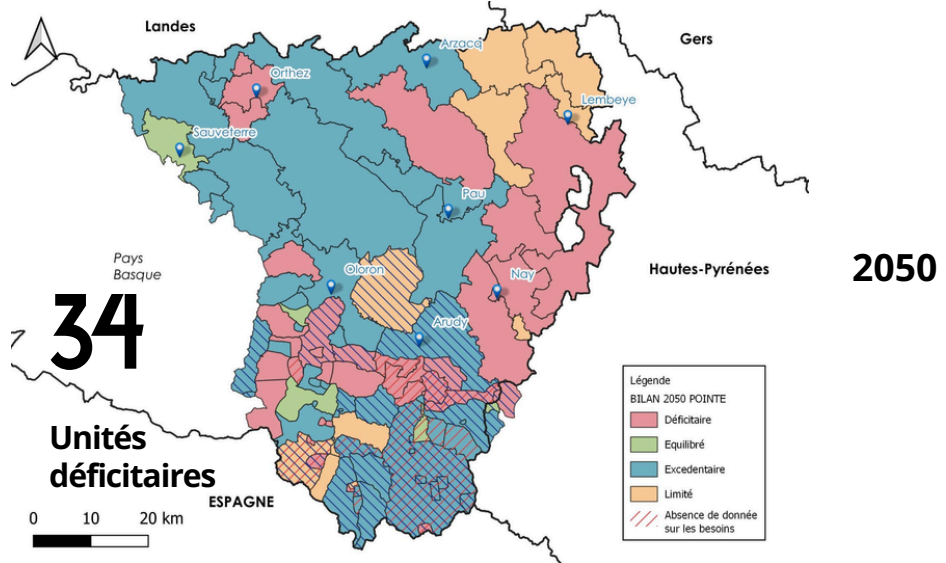 Landes
Gers
Arzacq
Orthez
Lembeye
Sauveterre
Pau
Pays
Basque
Oloron
Nay
Hautes-Pyrénées
2050
34
Arudy
Unités
déficitaires
ESPAGNE
0 10 20 km
Légende
BILAN 2050 POINTE
Déficitaire
Equilibré
Excedentaire
Limité
Absence de donnée
sur les besoins